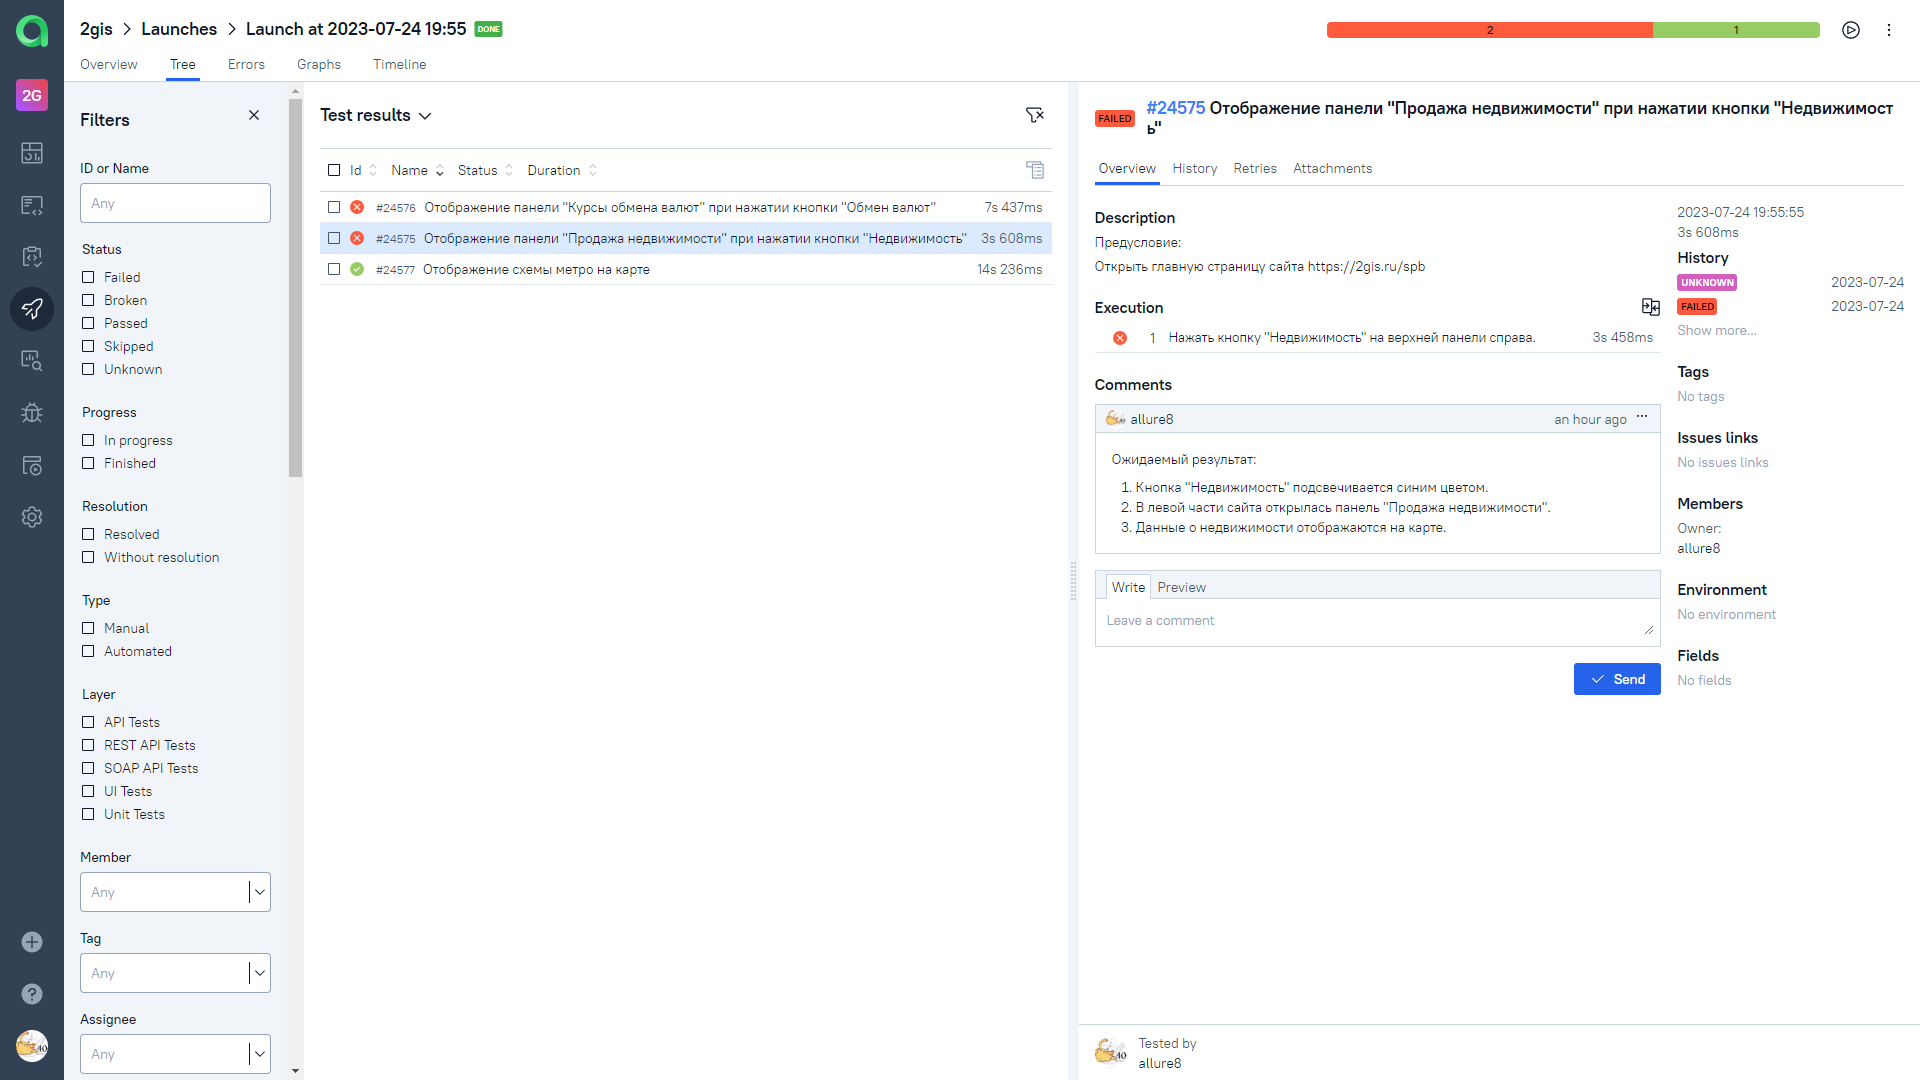 2gis > Launches > Launch at 2023-07-24 19:55 DONE
2 1
Overview Tree Errors Graphs Timeline
2G
Filters
ID or Name
Any
Status
Failed
Broken
Passed
Skipped
Unknown
Progress
In progress
Finished
Resolution
Resolved
Without resolution
Type
Manual
Automated
Layer
API Tests
REST API Tests
SOAP API Tests
UI Tests
Unit Tests
Member
Any
Tag
Any
Assignee
Any
Test results
Id Name Status Duration
#24576 Отображение панели "Курсы обмена валют" при нажатии кнопки "Обмен валют" 7s 437ms
#24575 Отображение панели "Продажа недвижимости" при нажатии кнопки "Недвижимость" 3s 608ms
#24577 Отображение схемы метро на карте 14s 236ms
FAILED #24575 Отображение панели "Продажа недвижимости" при нажатии кнопки "Недвижимост
ь"
Overview History Retries Attachments
Description
Предусловие:
Открыть главную страницу сайта https://2gis.ru/spb
Execution
1 Нажать кнопку "Недвижимость" на верхней панели справа. 3s 458ms
Comments
allure8 an hour ago ...
Ожидаемый результат:
1. Кнопка "Недвижимость" подсвечивается синим цветом.
2. В левой части сайта открылась панель "Продажа недвижимости".
3. Данные о недвижимости отображаются на карте.
Write Preview
Leave a comment
Send
2023-07-24 19:55:55
3s 608ms
History
UNKNOWN 2023-07-24
FAILED 2023-07-24
Show more...
Tags
No tags
Issues links
No issues links
Members
Owner:
allure8
Environment
No environment
Fields
No fields
Tested by
allure8